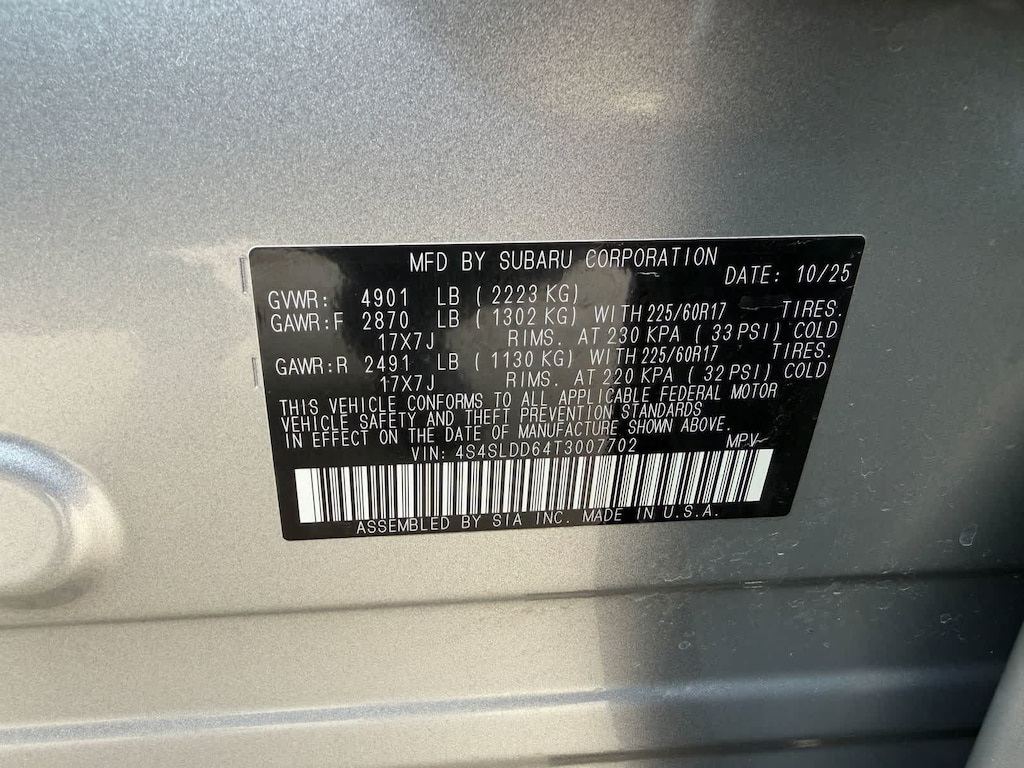 MFD BY SUBARU CORPORATION DATE: 10/25
GVWR: 4901 LB ( 2223 KG)
GAWR:F 2870 LB ( 1302 KG) WITH 225/60R17 TIRES.
17X7J RIMS. AT 230 KPA ( 33 PSI) COLD
GAWR:R 2491 LB ( 1130 KG) WITH 225/60R17 TIRES.
17X7J RIMS. AT 220 KPA ( 32 PSI) COLD
THIS VEHICLE CONFORMS TO ALL APPLICABLE FEDERAL MOTOR
VEHICLE SAFETY AND THEFT PREVENTION STANDARDS
IN EFFECT ON THE DATE OF MANUFACTURE SHOWN ABOVE.
VIN: 4S4SLDD64T3007702 MPV
ASSEMBLED BY SIA INC. MADE IN U.S.A.